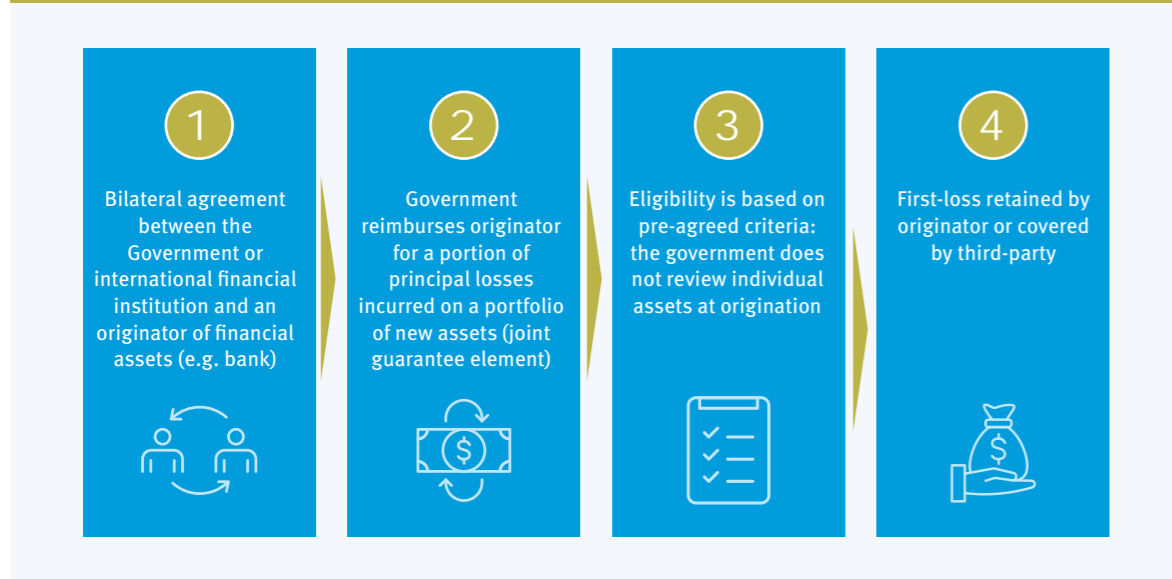 1
Bilateral agreement
between the
Government or
international financial
institution and an
originator of financial
assets (e.g. bank)
2
Government
reimburses originator
for a portion of
principal losses
incurred on a portfolio
of new assets (joint
guarantee element)
$
3
Eligibility is based on
pre-agreed criteria:
the government does
not review individual
assets at origination
4
First-loss retained by
originator or covered
by third-party
$